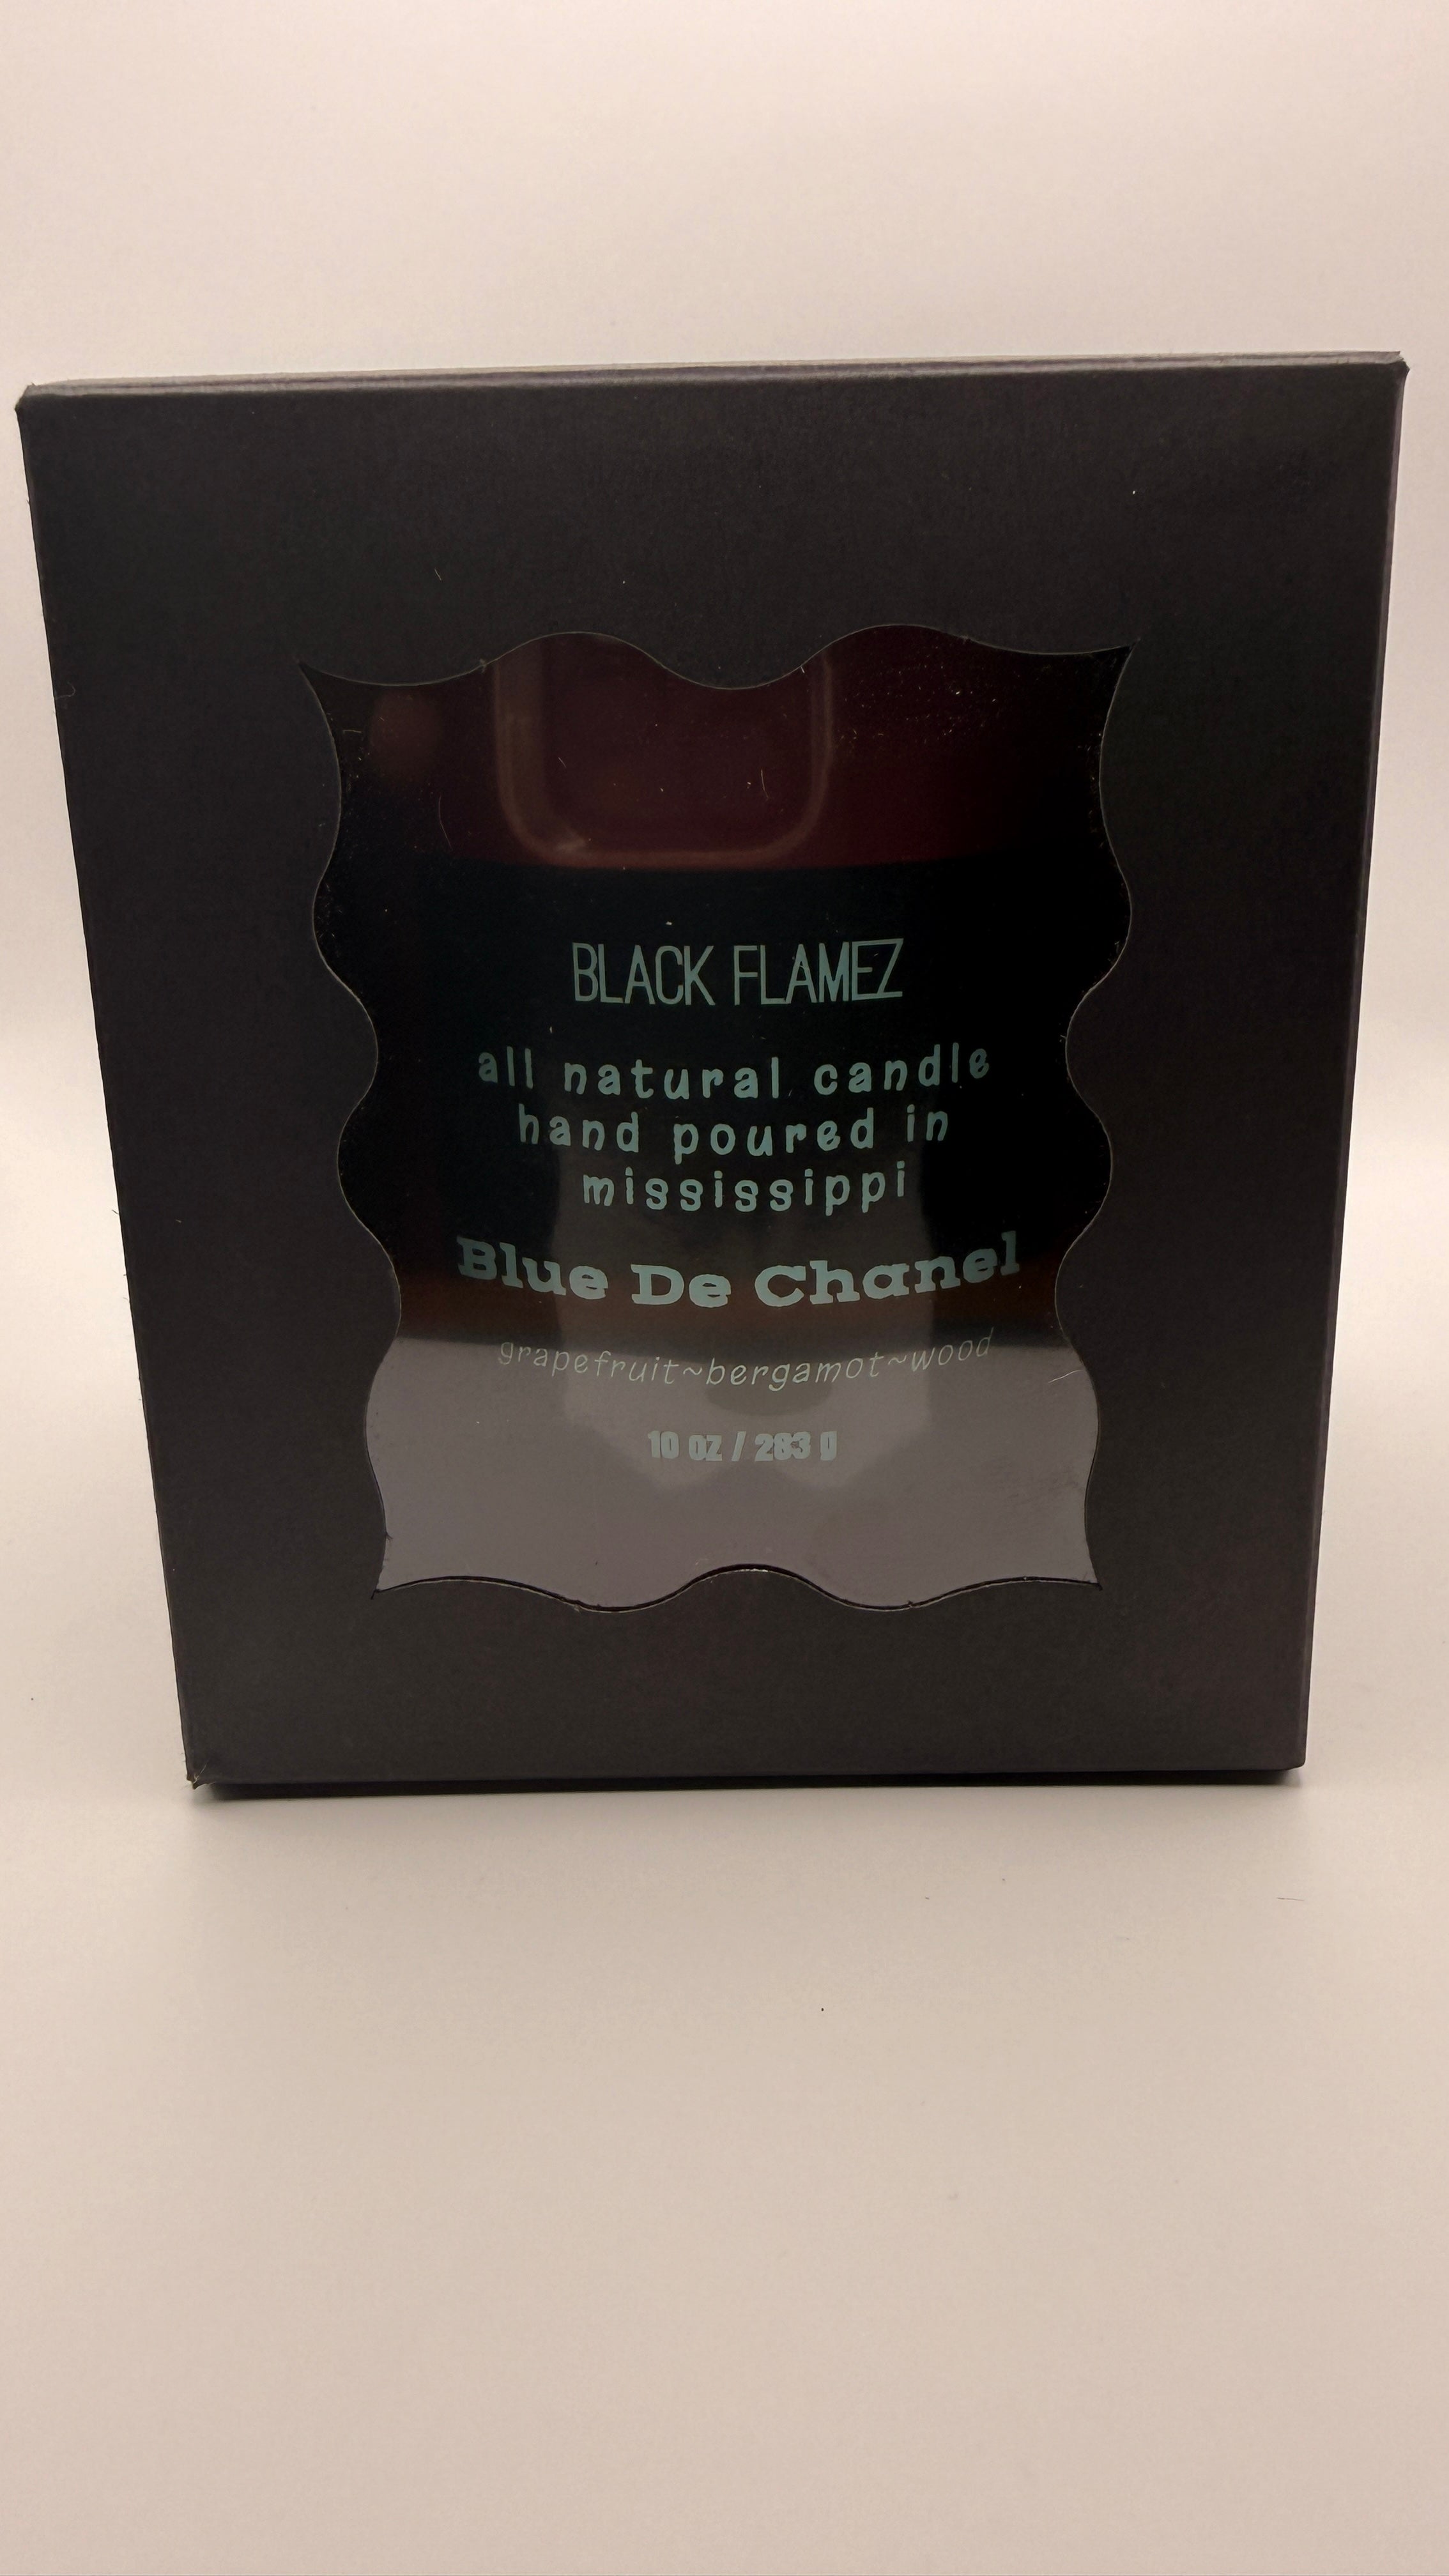 BLACK FLAMEZ
all natural candle
hand poured in
mississippi
Blue De Chanel
grapefruit~bergamot~wood
10 oz / 283 g